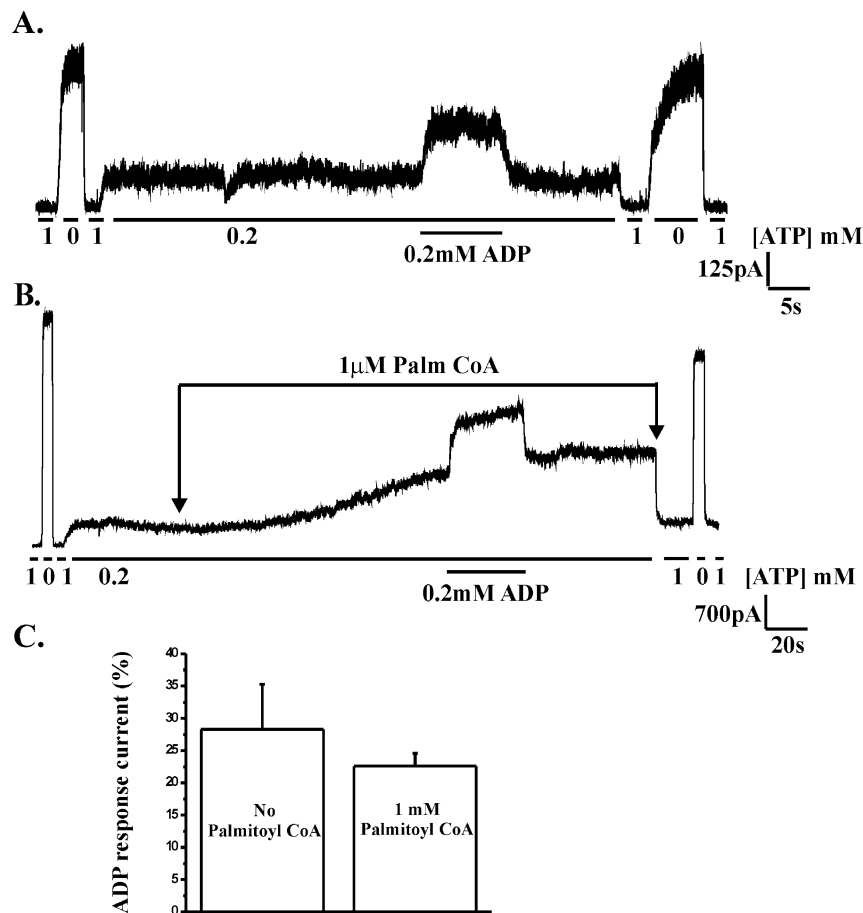 A.
1 0 1 0.2 1 0 1 [ATP] mM
0.2mM ADP
125pA
5s
B.
1μM Palm CoA
1 0 1 0.2 1 0 1 [ATP] mM
0.2mM ADP
700pA
20s
C.
ADP response current (%)
40
35
30
25
20
15
10
5
0
No
Palmitoyl CoA
1 mM
Palmitoyl CoA